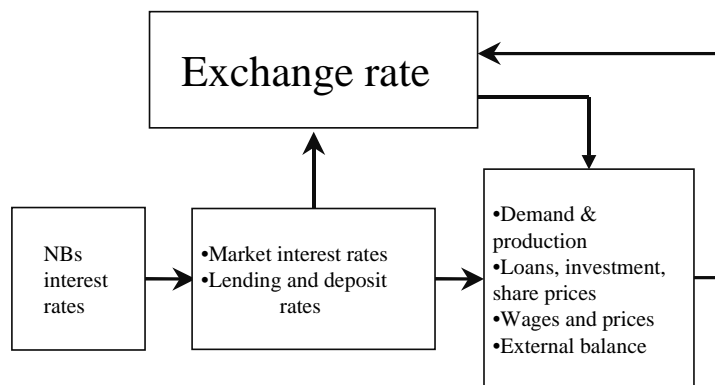 Exchange rate
NBs
interest
rates
•Market interest rates
•Lending and deposit
rates
•Demand &
production
•Loans, investment,
share prices
•Wages and prices
•External balance